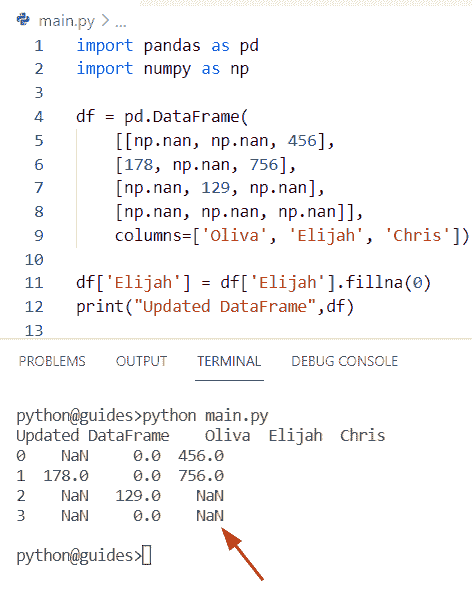 main.py > ...
1 import pandas as pd
2 import numpy as np
3
4 df = pd.DataFrame(
5 [[np.nan, np.nan, 456],
6 [178, np.nan, 756],
7 [np.nan, 129, np.nan],
8 [np.nan, np.nan, np.nan]],
9 columns=['Oliva', 'Elijah', 'Chris'])
10
11 df['Elijah'] = df['Elijah'].fillna(0)
12 print("Updated DataFrame",df)
13
PROBLEMS OUTPUT TERMINAL DEBUG CONSOLE
python@guides>python main.py
Updated DataFrame    Oliva  Elijah  Chris
0    NaN     0.0  456.0
1  178.0     0.0  756.0
2    NaN   129.0    NaN
3    NaN     0.0    NaN
python@guides>